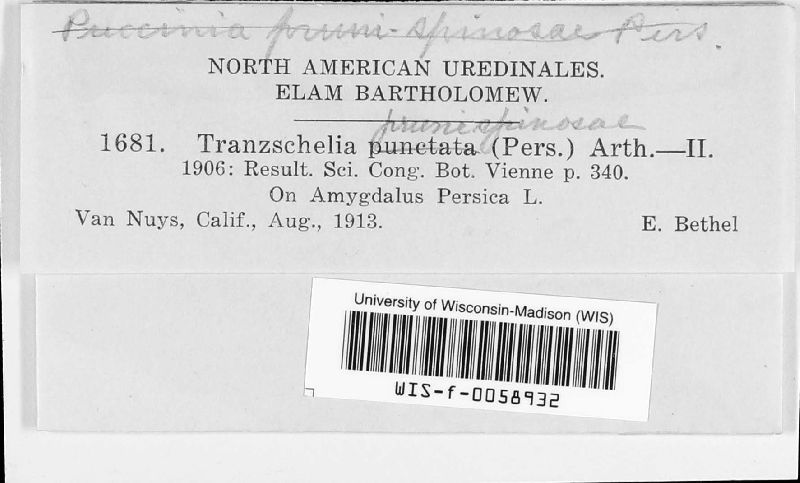 Puccinia pruni-spinosae Pers.
NORTH AMERICAN UREDINALES.
ELAM BARTHOLOMEW.
pruni spinosae
1681. Tranzschelia punctata (Pers.) Arth.—II.
1906: Result. Sci. Cong. Bot. Vienne p. 340.
On Amygdalus Persica L.
Van Nuys, Calif., Aug., 1913. E. Bethel
University of Wisconsin-Madison (WIS)
WIS-f-0058932